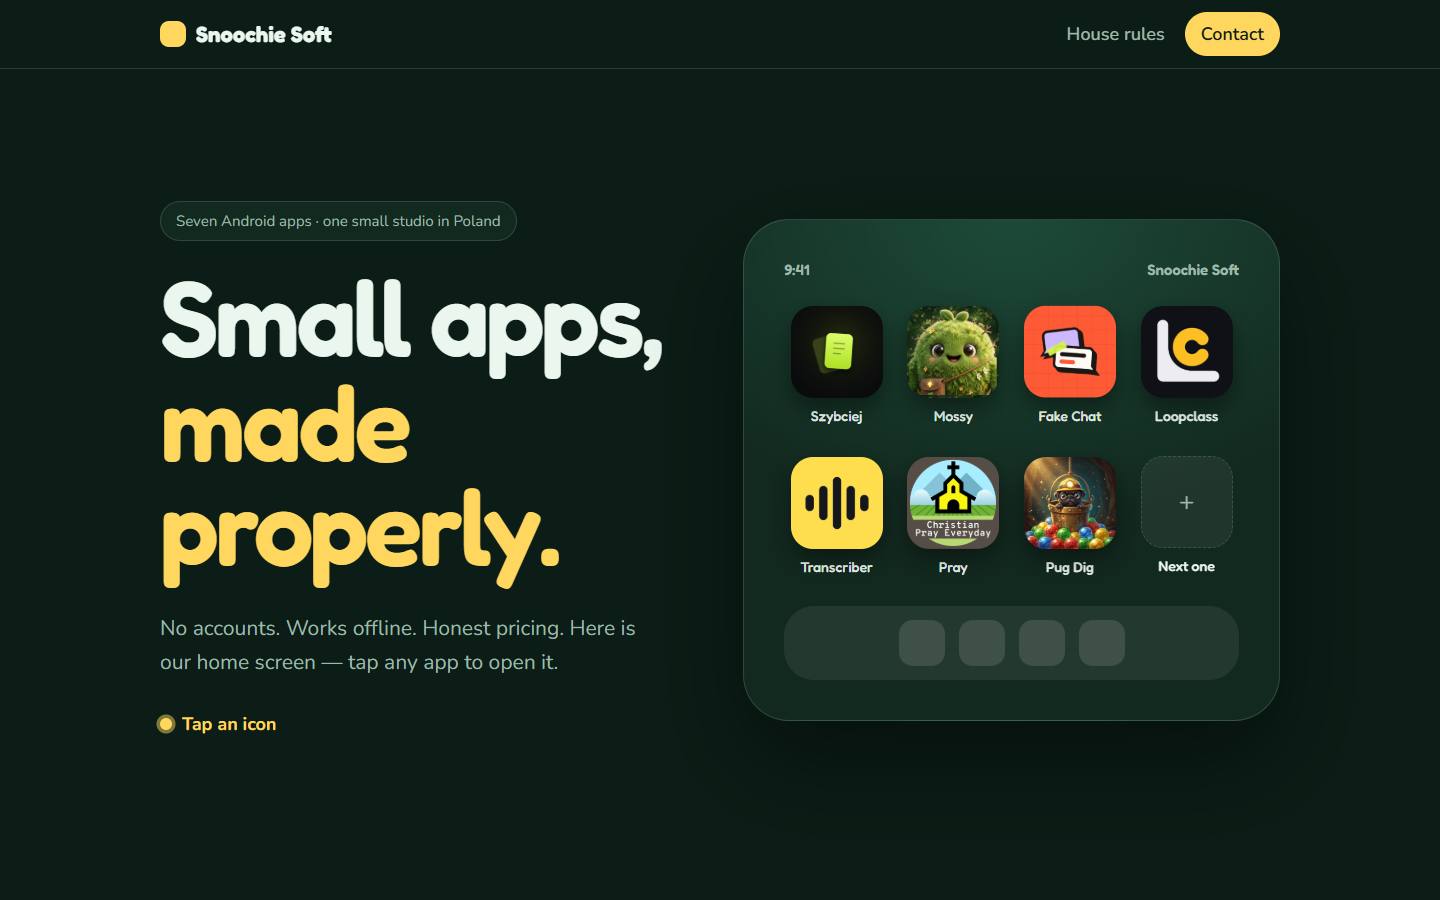 Snoochie Soft
House rules
Contact
Seven Android apps · one small studio in Poland
Small apps,
made
properly.
No accounts. Works offline. Honest pricing. Here is
our home screen — tap any app to open it.
Tap an icon
9:41
Snoochie Soft
Szybciej
Mossy
Fake Chat
Loopclass
Christian
Pray Everyday
Transcriber
Pray
Pug Dig
+
Next one